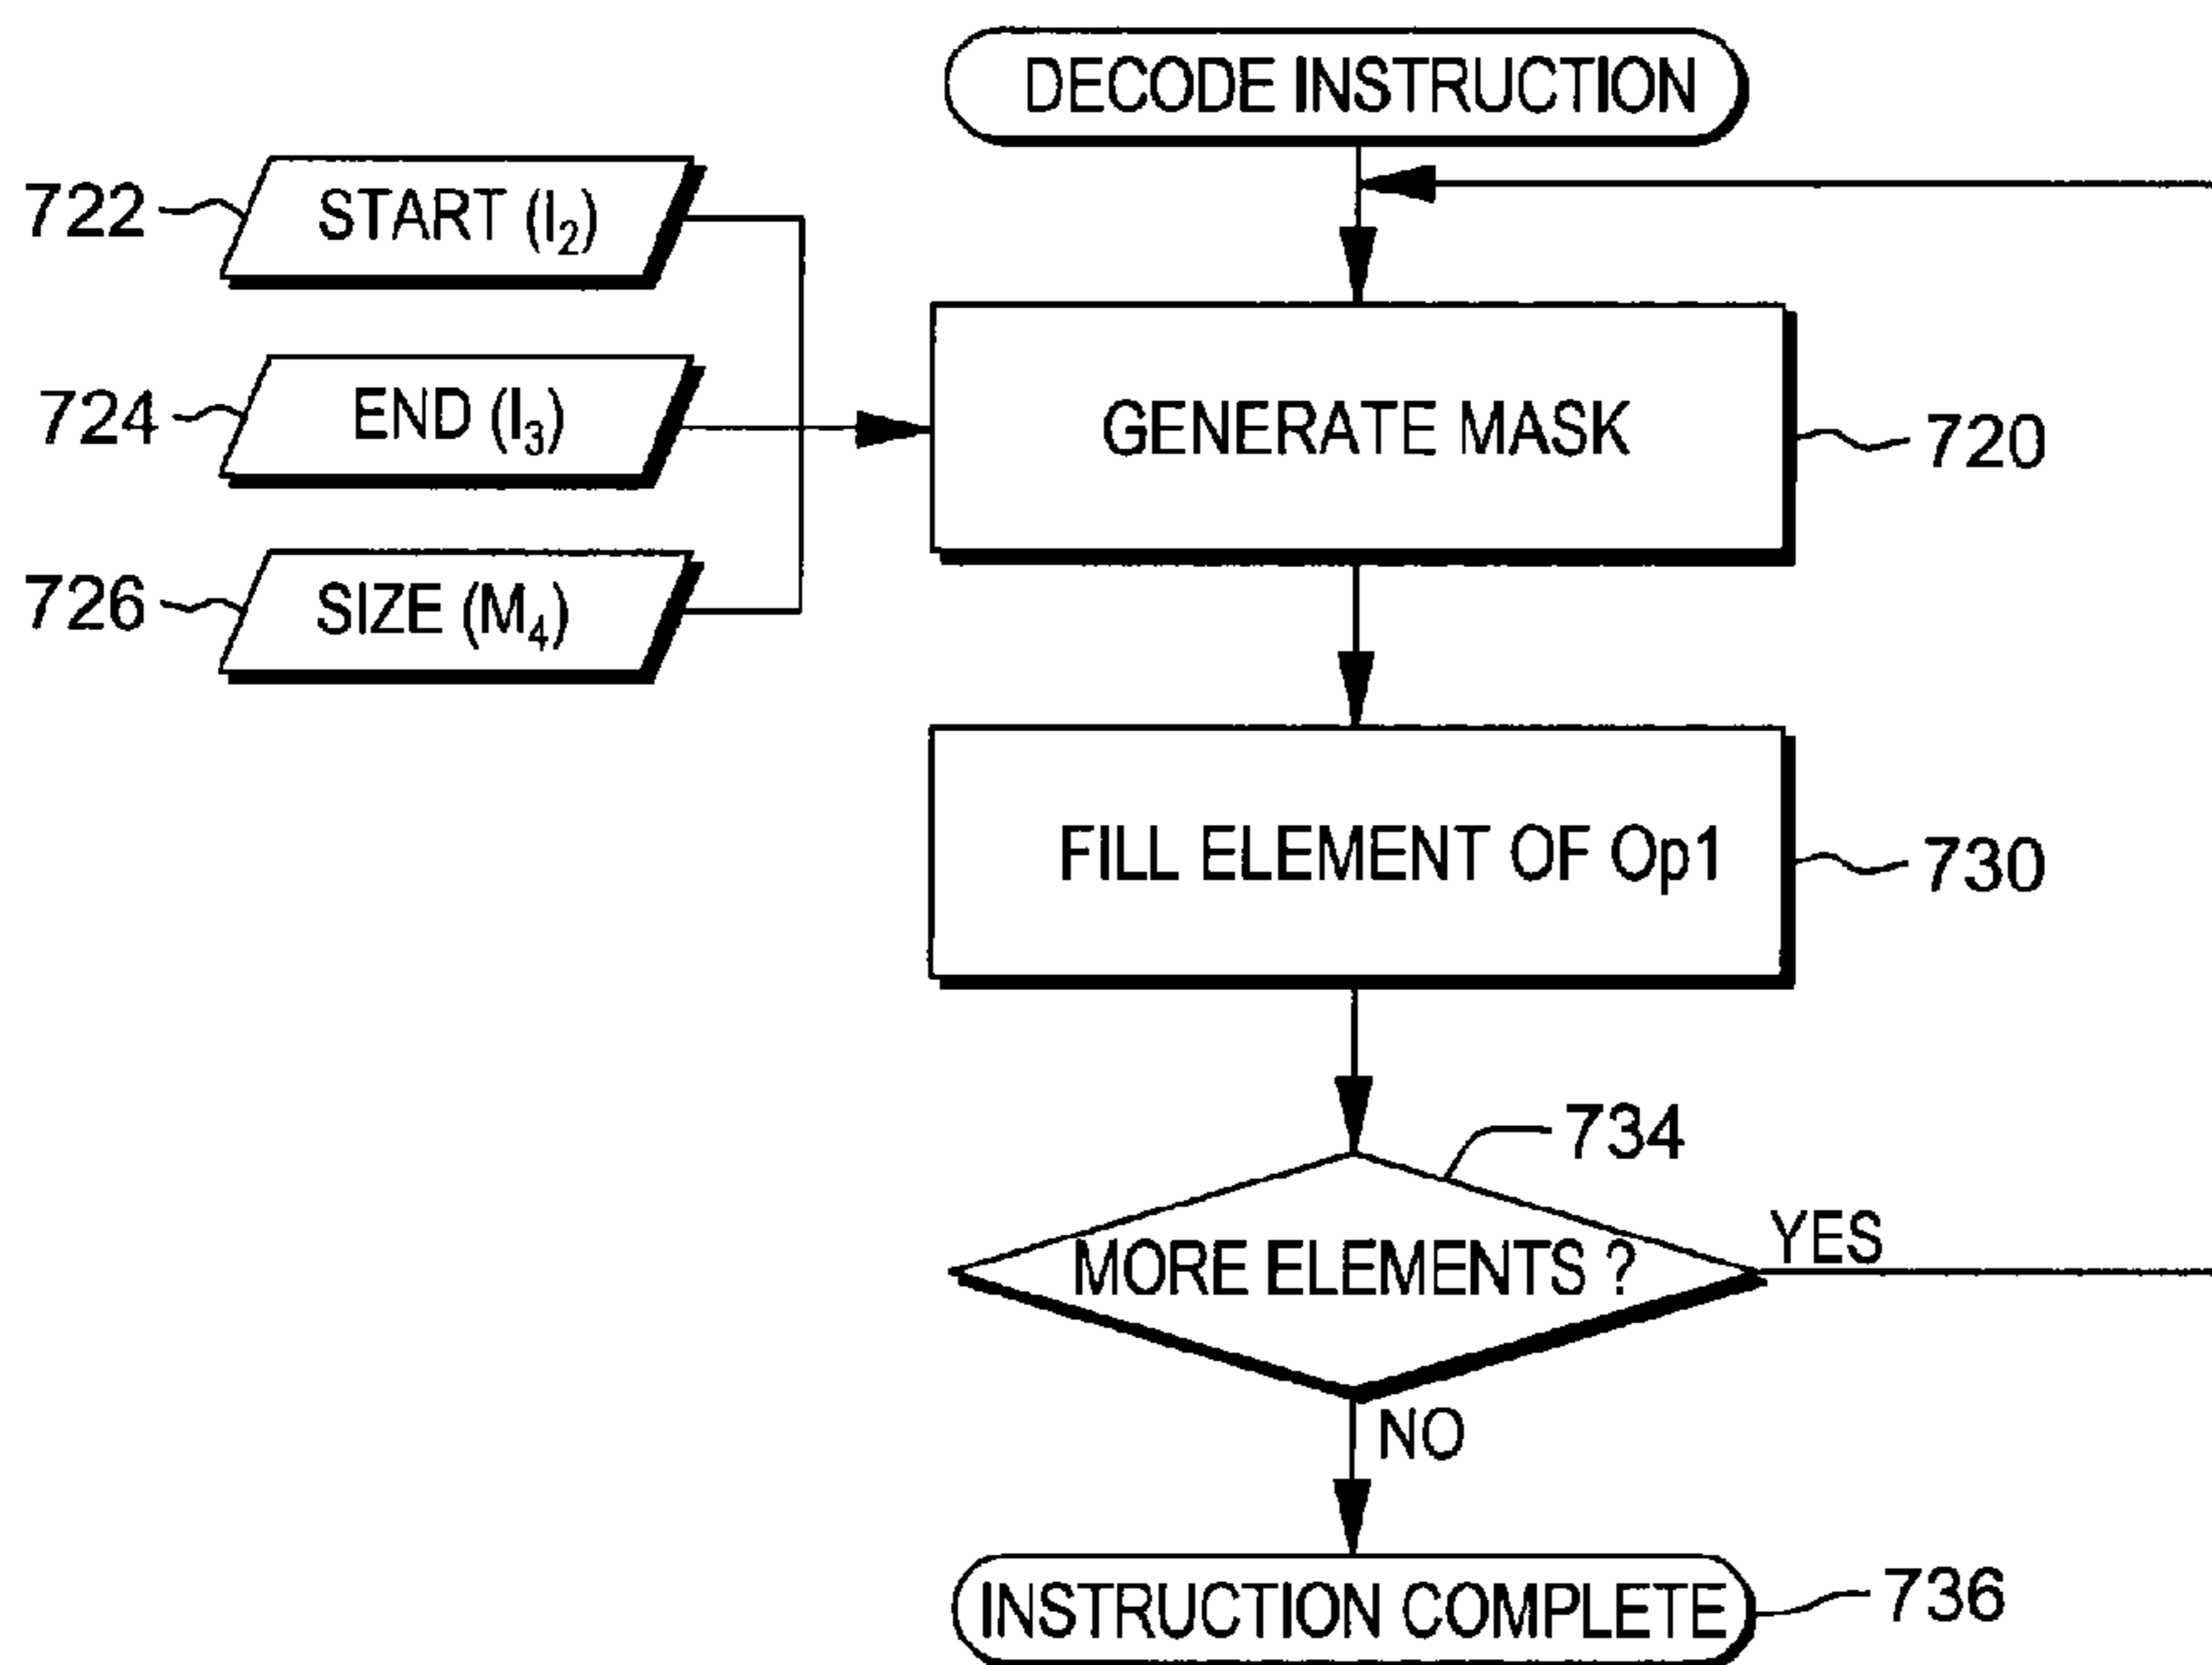 DECODE INSTRUCTION
722
START (I2)
724
END (I3)
GENERATE MASK
720
726
SIZE (M4)
FILL ELEMENT OF Op1
730
734
MORE ELEMENTS ?
YES
NO
INSTRUCTION COMPLETE
736